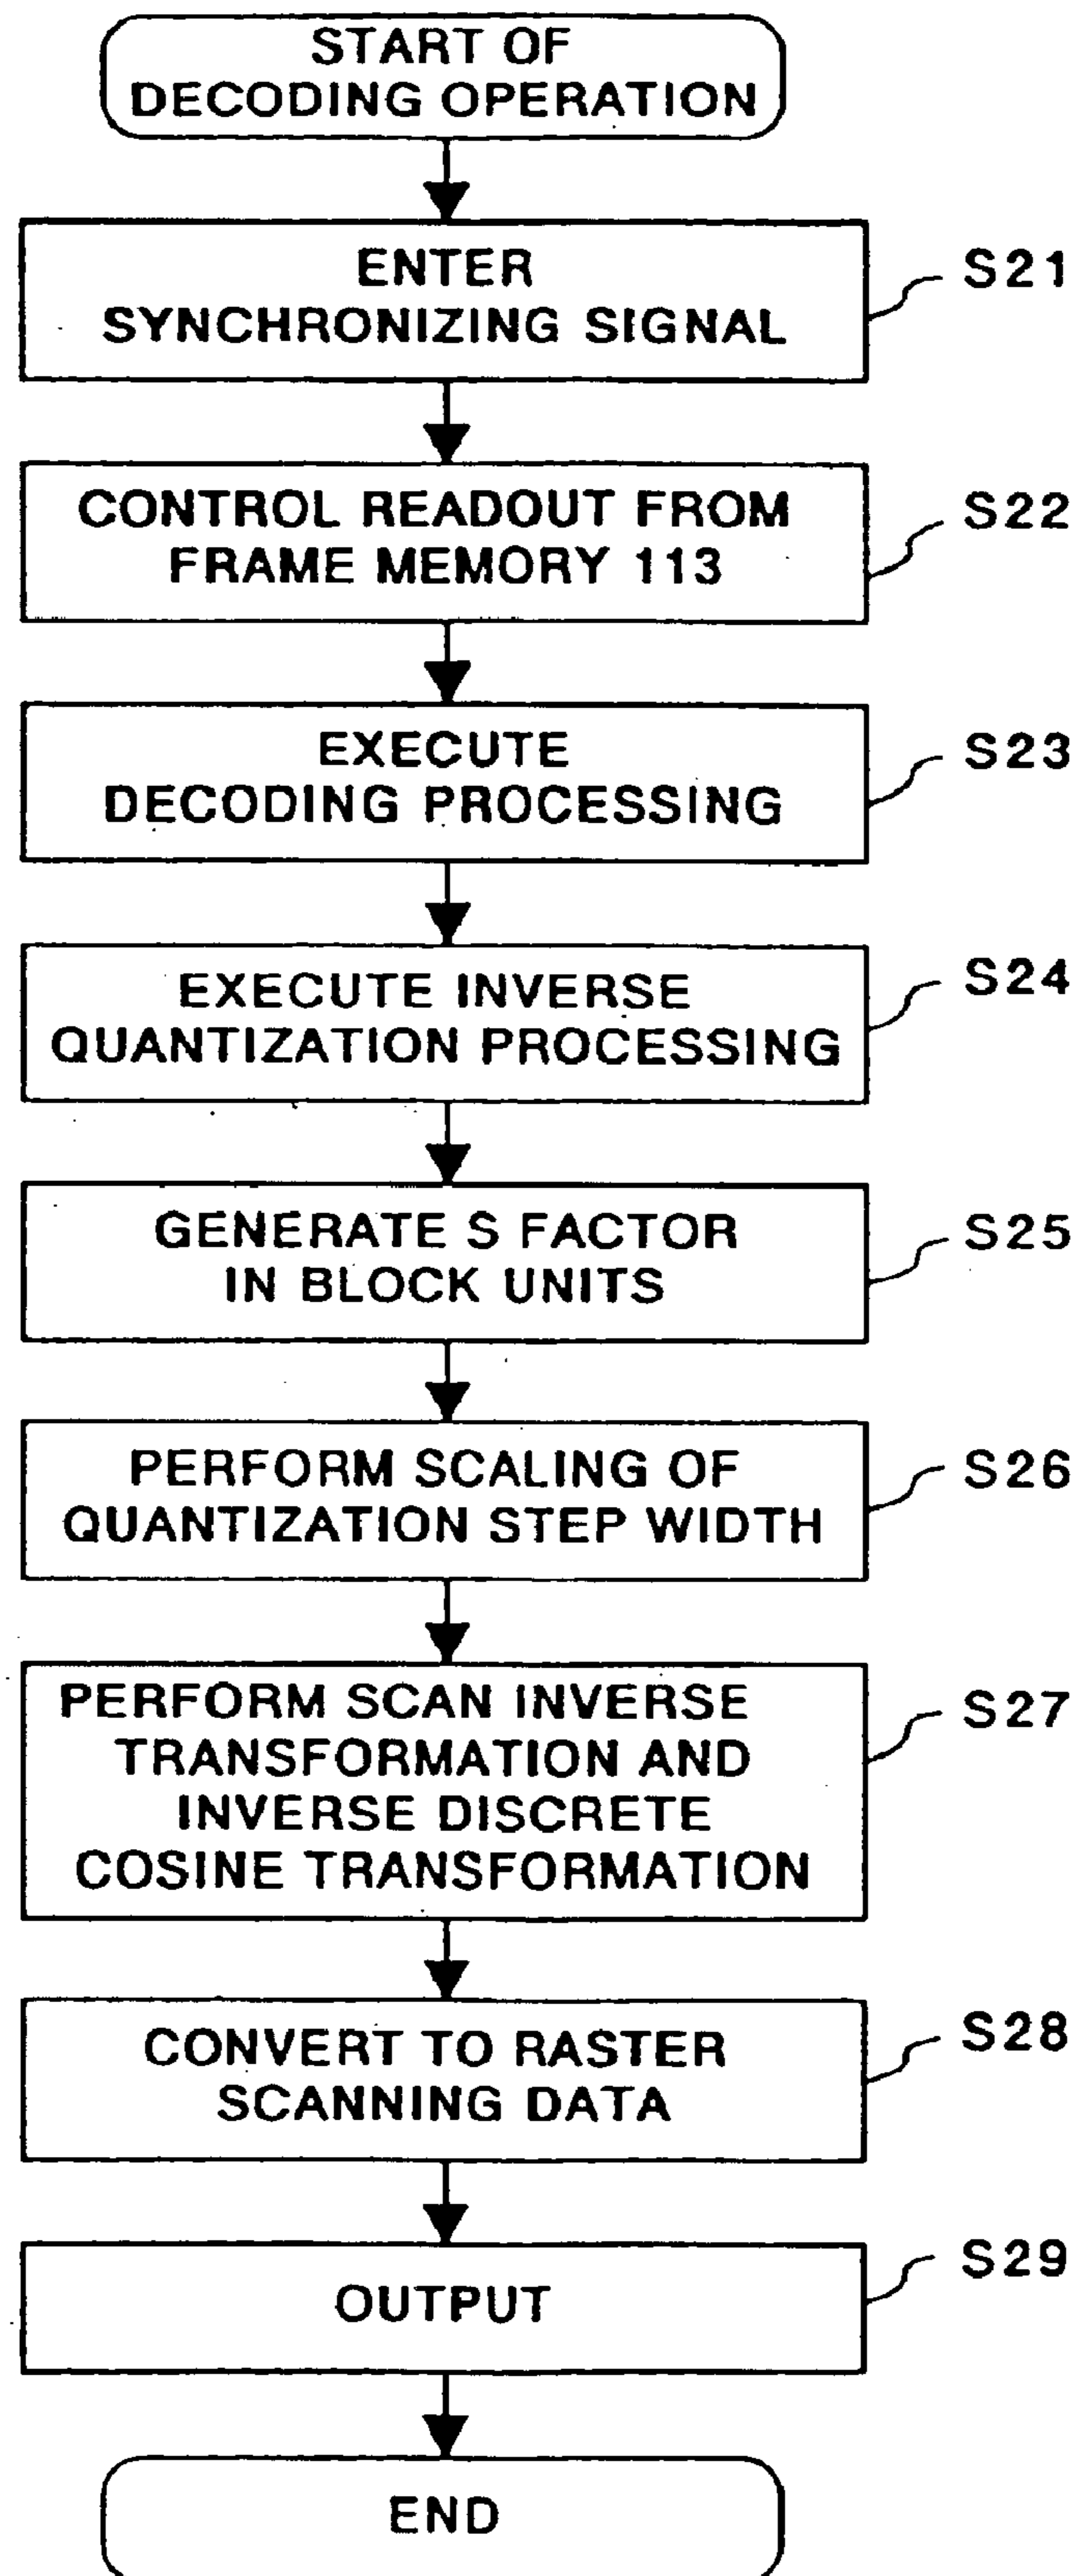 START OF
DECODING OPERATION
ENTER
SYNCHRONIZING SIGNAL
S21
CONTROL READOUT FROM
FRAME MEMORY 113
S22
EXECUTE
DECODING PROCESSING
S23
EXECUTE INVERSE
QUANTIZATION PROCESSING
S24
GENERATE S FACTOR
IN BLOCK UNITS
S25
PERFORM SCALING OF
QUANTIZATION STEP WIDTH
S26
PERFORM SCAN INVERSE
TRANSFORMATION AND
INVERSE DISCRETE
COSINE TRANSFORMATION
S27
CONVERT TO RASTER
SCANNING DATA
S28
OUTPUT
S29
END